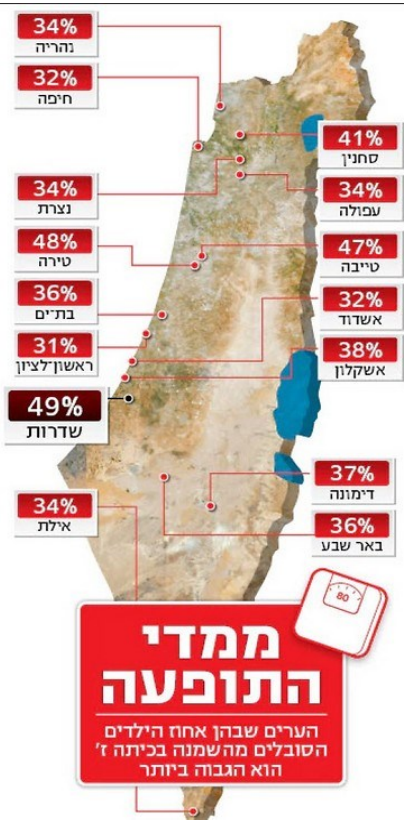 34%
נהריה
32%
חיפה
41%
סחנין
34%
נצרת
34%
עפולה
48%
טירה
47%
טייבה
36%
בת־ים
32%
אשדוד
31%
ראשון־לציון
38%
אשקלון
49%
שדרות
37%
דימונה
34%
אילת
36%
באר שבע
80
ממדי
התופעה
הערים שבהן אחוז הילדים
הסובלים מהשמנה בכיתה ז'
הוא הגבוה ביותר